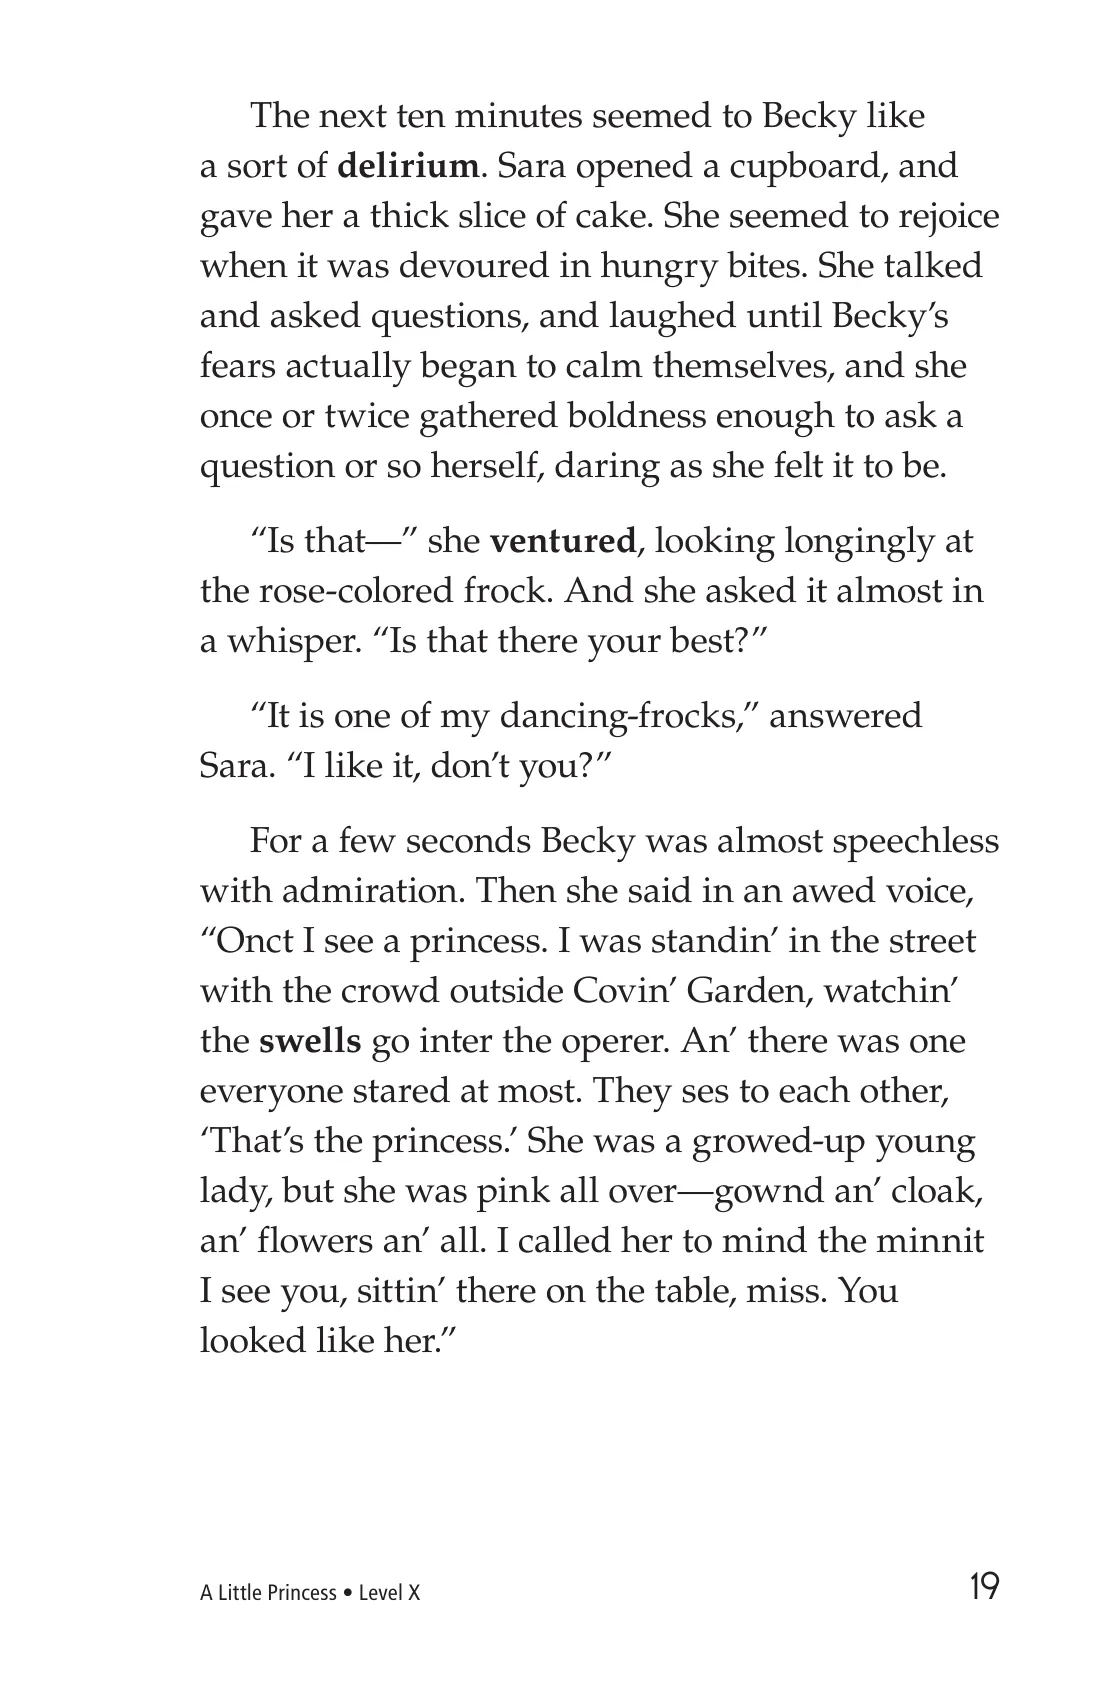 The next ten minutes seemed to Becky like
a sort of delirium. Sara opened a cupboard, and
gave her a thick slice of cake. She seemed to rejoice
when it was devoured in hungry bites. She talked
and asked questions, and laughed until Becky’s
fears actually began to calm themselves, and she
once or twice gathered boldness enough to ask a
question or so herself, daring as she felt it to be.
“Is that—” she ventured, looking longingly at
the rose-colored frock. And she asked it almost in
a whisper. “Is that there your best?”
“It is one of my dancing-frocks,” answered
Sara. “I like it, don’t you?”
For a few seconds Becky was almost speechless
with admiration. Then she said in an awed voice,
“Onct I see a princess. I was standin’ in the street
with the crowd outside Covin’ Garden, watchin’
the swells go inter the operer. An’ there was one
everyone stared at most. They ses to each other,
‘That’s the princess.’ She was a growed-up young
lady, but she was pink all over—gownd an’ cloak,
an’ flowers an’ all. I called her to mind the minnit
I see you, sittin’ there on the table, miss. You
looked like her.”
A Little Princess • Level X
19